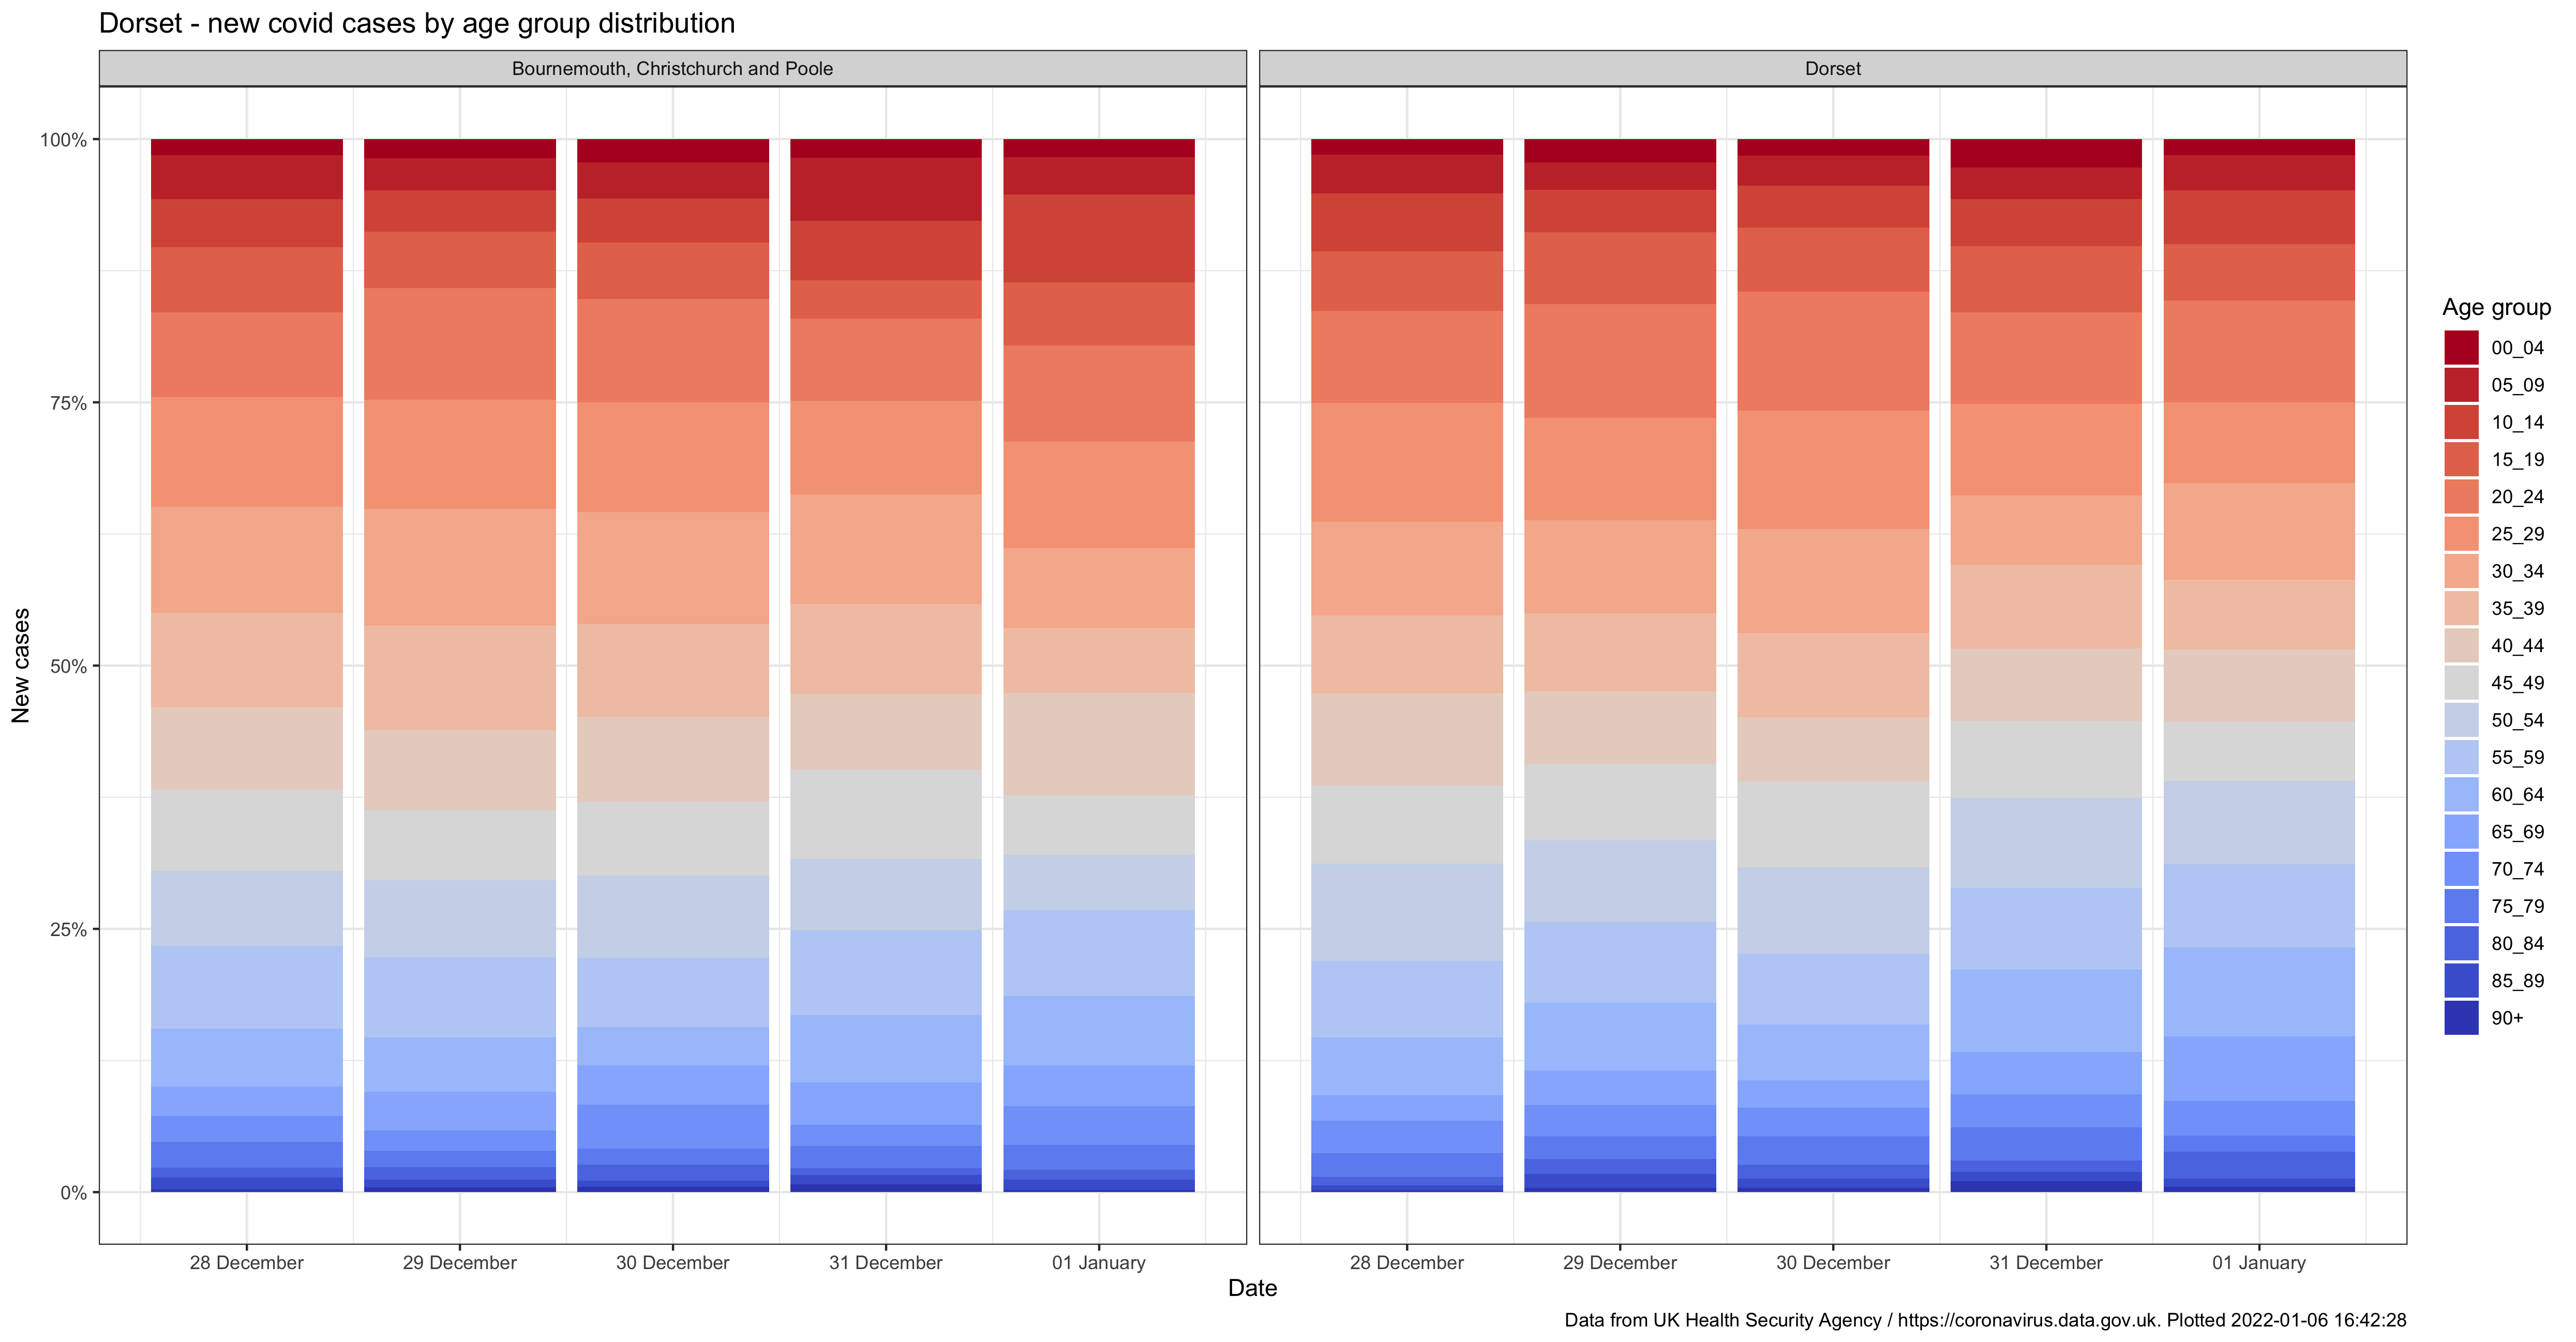 Dorset - new covid cases by age group distribution
Bournemouth, Christchurch and Poole
Dorset
New cases
100%
75%
50%
25%
0%
28 December
29 December
30 December
31 December
01 January
28 December
29 December
30 December
31 December
01 January
Date
Age group
00_04
05_09
10_14
15_19
20_24
25_29
30_34
35_39
40_44
45_49
50_54
55_59
60_64
65_69
70_74
75_79
80_84
85_89
90+
Data from UK Health Security Agency / https://coronavirus.data.gov.uk. Plotted 2022-01-06 16:42:28